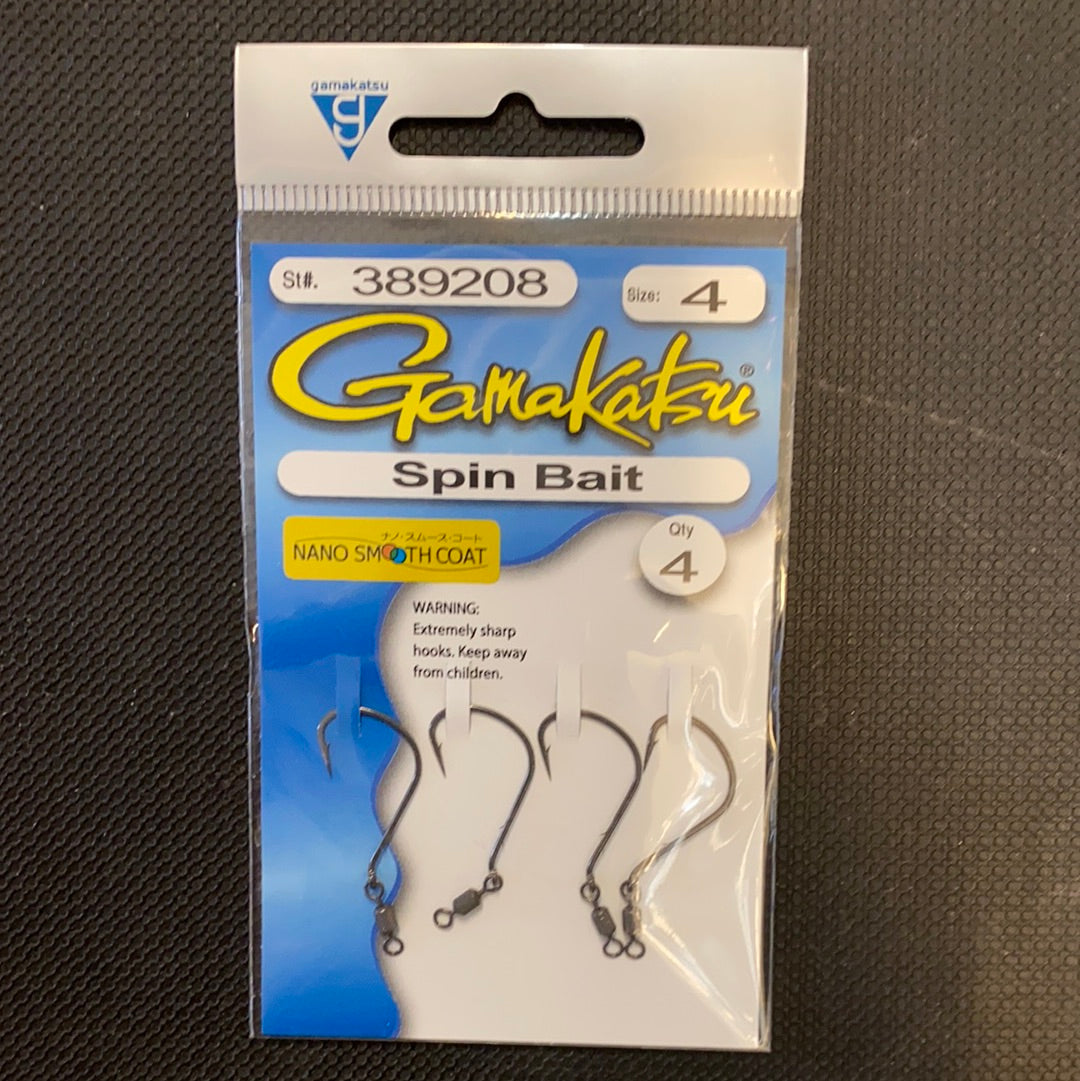 gamakatsu
g
St#. 389208
Size: 4
Gamakatsu®
Spin Bait
ナノ・スムース・コート
NANO SMOOTH COAT
Qty
4
WARNING:
Extremely sharp
hooks. Keep away
from children.